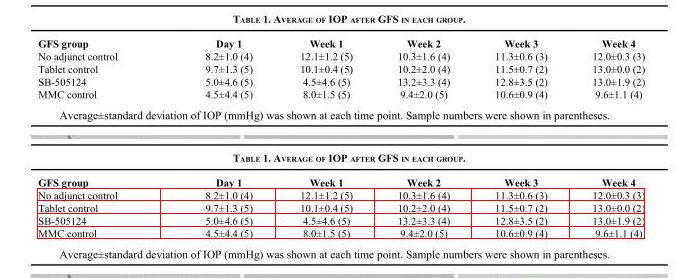 TABLE 1. AVERAGE OF IOP AFTER GFS IN EACH GROUP.
GFS group Day 1 Week 1 Week 2 Week 3 Week 4
No adjunct control 8.2±1.0 (4) 12.1±1.2 (5) 10.3±1.6 (4) 11.3±0.6 (3) 12.0±0.3 (3)
Tablet control 9.7±1.3 (5) 10.1±0.4 (5) 10.2±2.0 (4) 11.5±0.7 (2) 13.0±0.0 (2)
SB-505124 5.0±4.6 (5) 4.5±4.6 (5) 13.2±3.3 (4) 12.8±3.5 (2) 13.0±1.9 (2)
MMC control 4.5±4.4 (5) 8.0±1.5 (5) 9.4±2.0 (5) 10.6±0.9 (4) 9.6±1.1 (4)
Average±standard deviation of IOP (mmHg) was shown at each time point. Sample numbers were shown in parentheses.
TABLE 1. AVERAGE OF IOP AFTER GFS IN EACH GROUP.
GFS group Day 1 Week 1 Week 2 Week 3 Week 4
No adjunct control 8.2±1.0 (4) 12.1±1.2 (5) 10.3±1.6 (4) 11.3±0.6 (3) 12.0±0.3 (3)
Tablet control 9.7±1.3 (5) 10.1±0.4 (5) 10.2±2.0 (4) 11.5±0.7 (2) 13.0±0.0 (2)
SB-505124 5.0±4.6 (5) 4.5±4.6 (5) 13.2±3.3 (4) 12.8±3.5 (2) 13.0±1.9 (2)
MMC control 4.5±4.4 (5) 8.0±1.5 (5) 9.4±2.0 (5) 10.6±0.9 (4) 9.6±1.1 (4)
Average±standard deviation of IOP (mmHg) was shown at each time point. Sample numbers were shown in parentheses.